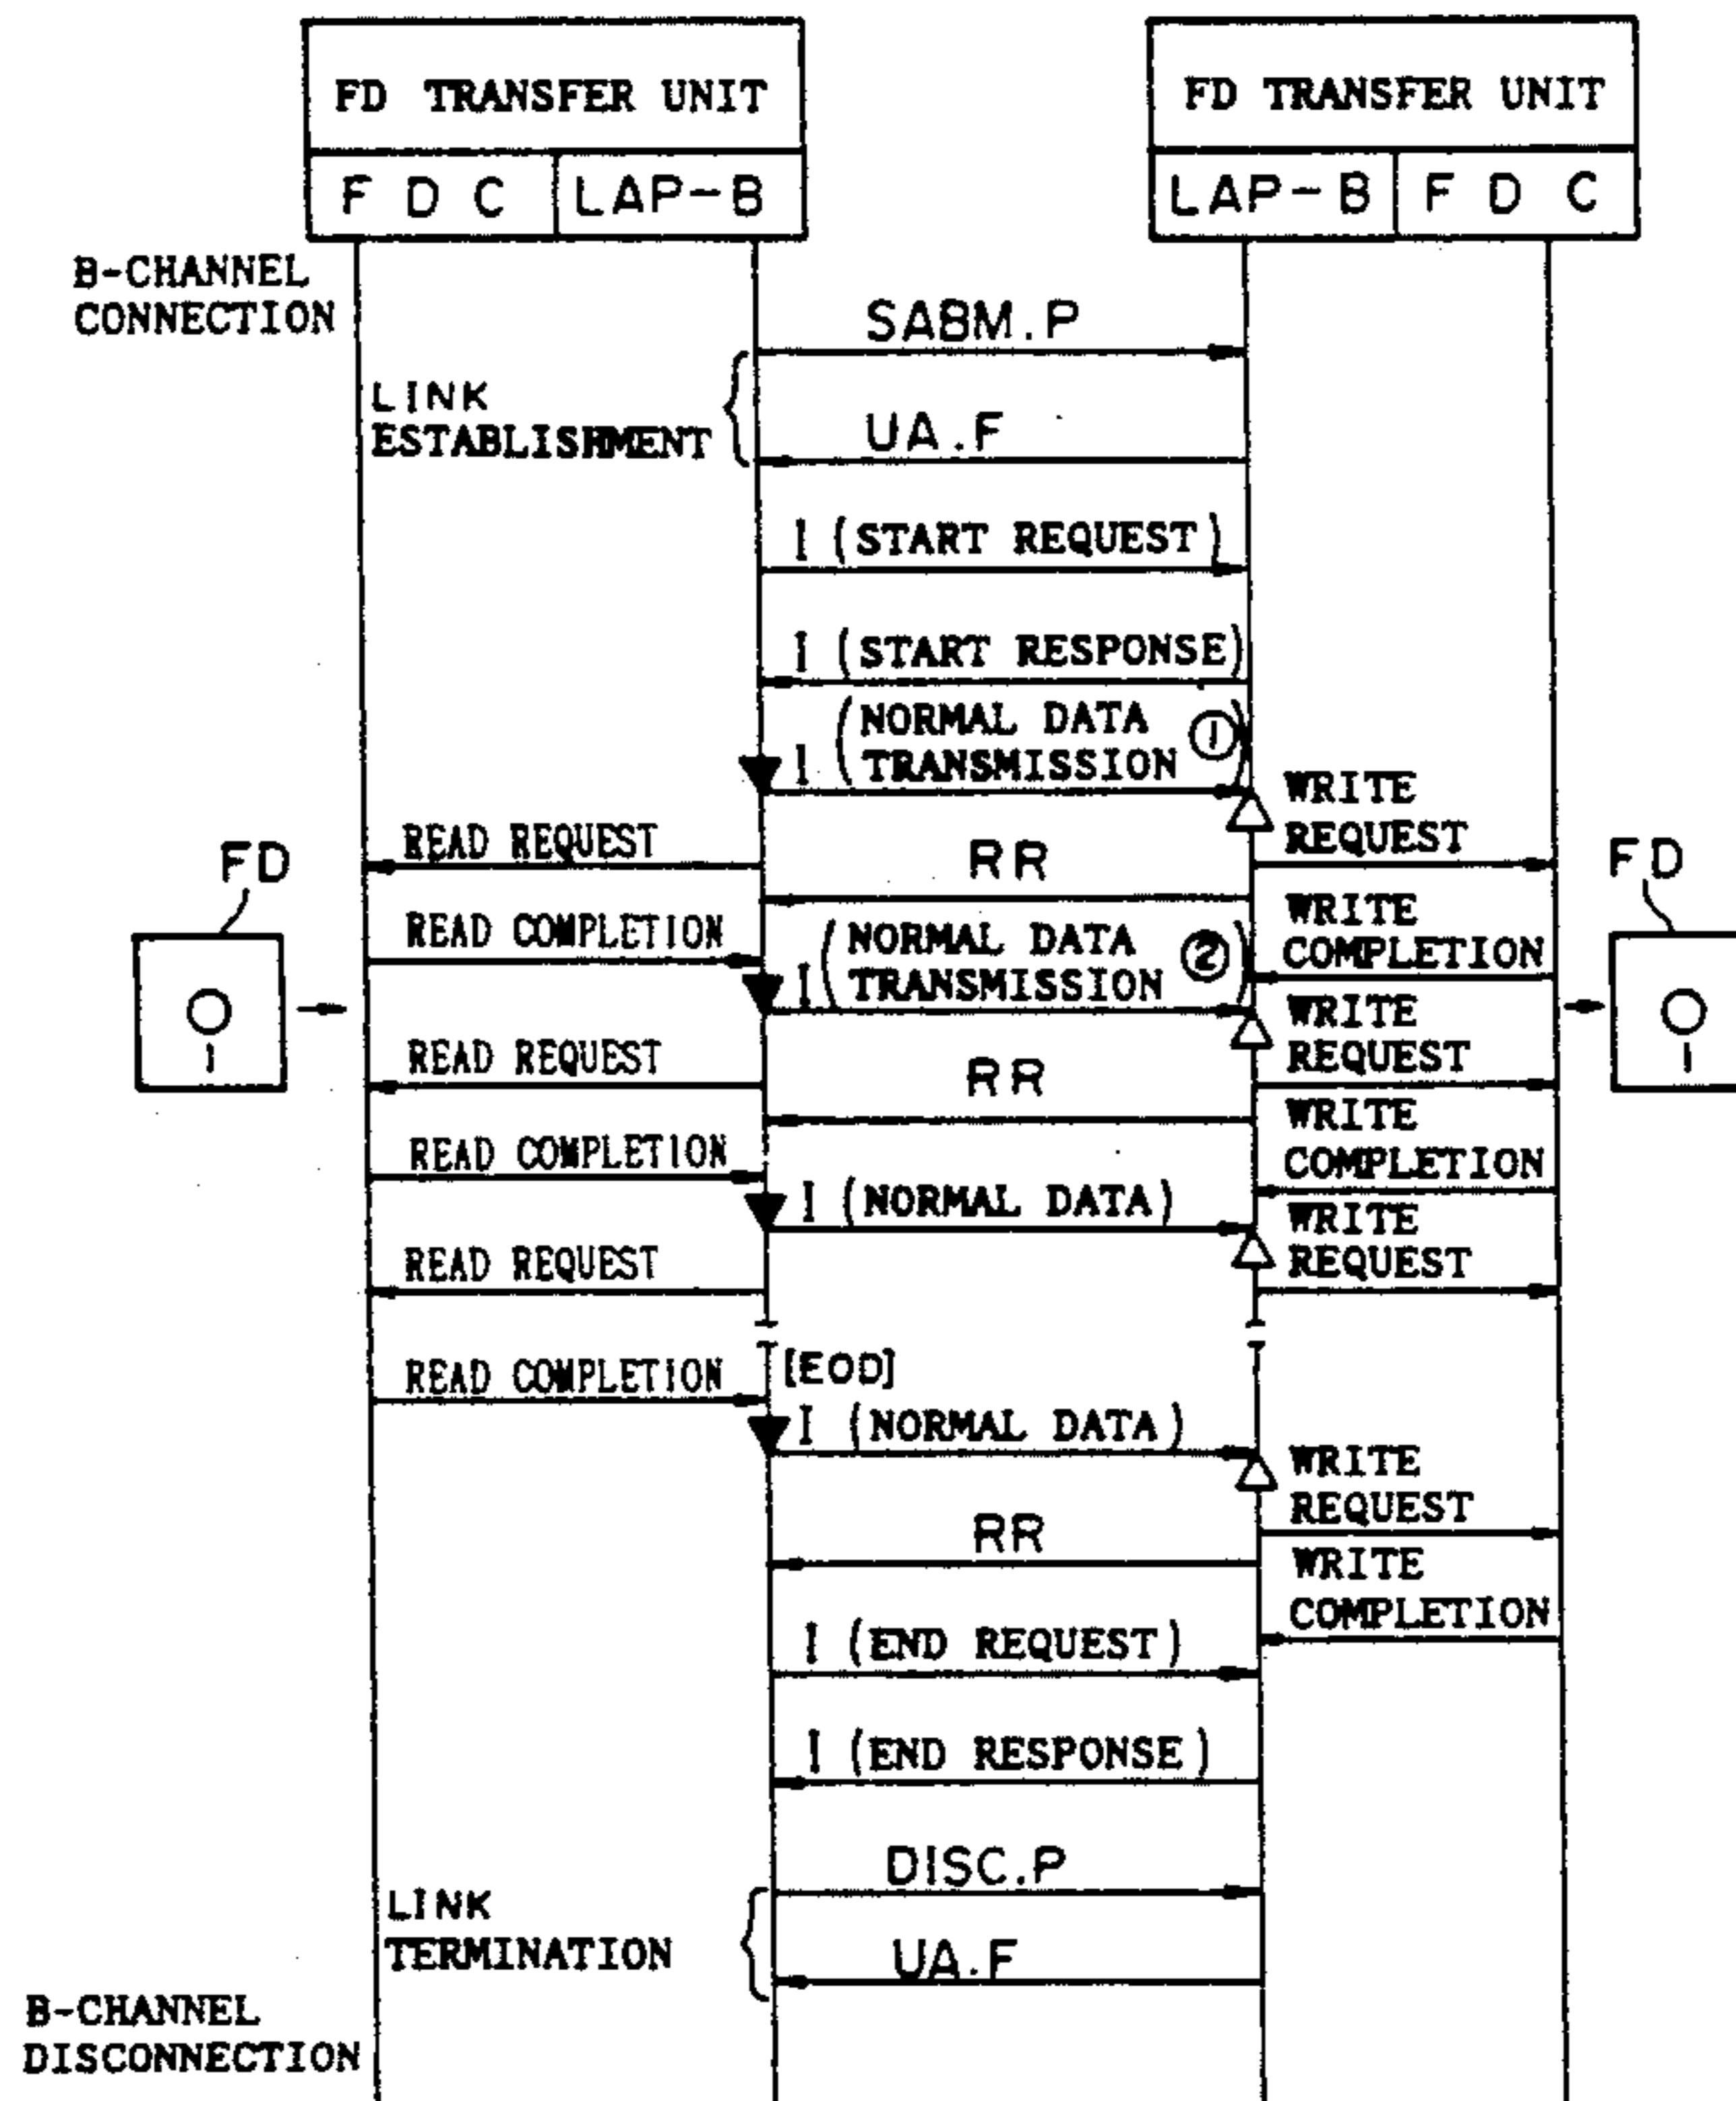 FD TRANSFER UNIT
FD TRANSFER UNIT
F D C
LAP-B
LAP-B
F D C
B-CHANNEL
CONNECTION
SABM.P
LINK
ESTABLISHMENT
UA.F
I (START REQUEST)
I (START RESPONSE)
I (NORMAL DATA
TRANSMISSION ①)
WRITE
REQUEST
READ REQUEST
RR
FD
FD
READ COMPLETION
WRITE
COMPLETION
I (NORMAL DATA
TRANSMISSION ②)
WRITE
REQUEST
READ REQUEST
RR
WRITE
COMPLETION
READ COMPLETION
I (NORMAL DATA)
WRITE
REQUEST
READ REQUEST
READ COMPLETION
[EOD]
I (NORMAL DATA)
WRITE
REQUEST
RR
WRITE
COMPLETION
I (END REQUEST)
I (END RESPONSE)
DISC.P
LINK
TERMINATION
UA.F
B-CHANNEL
DISCONNECTION